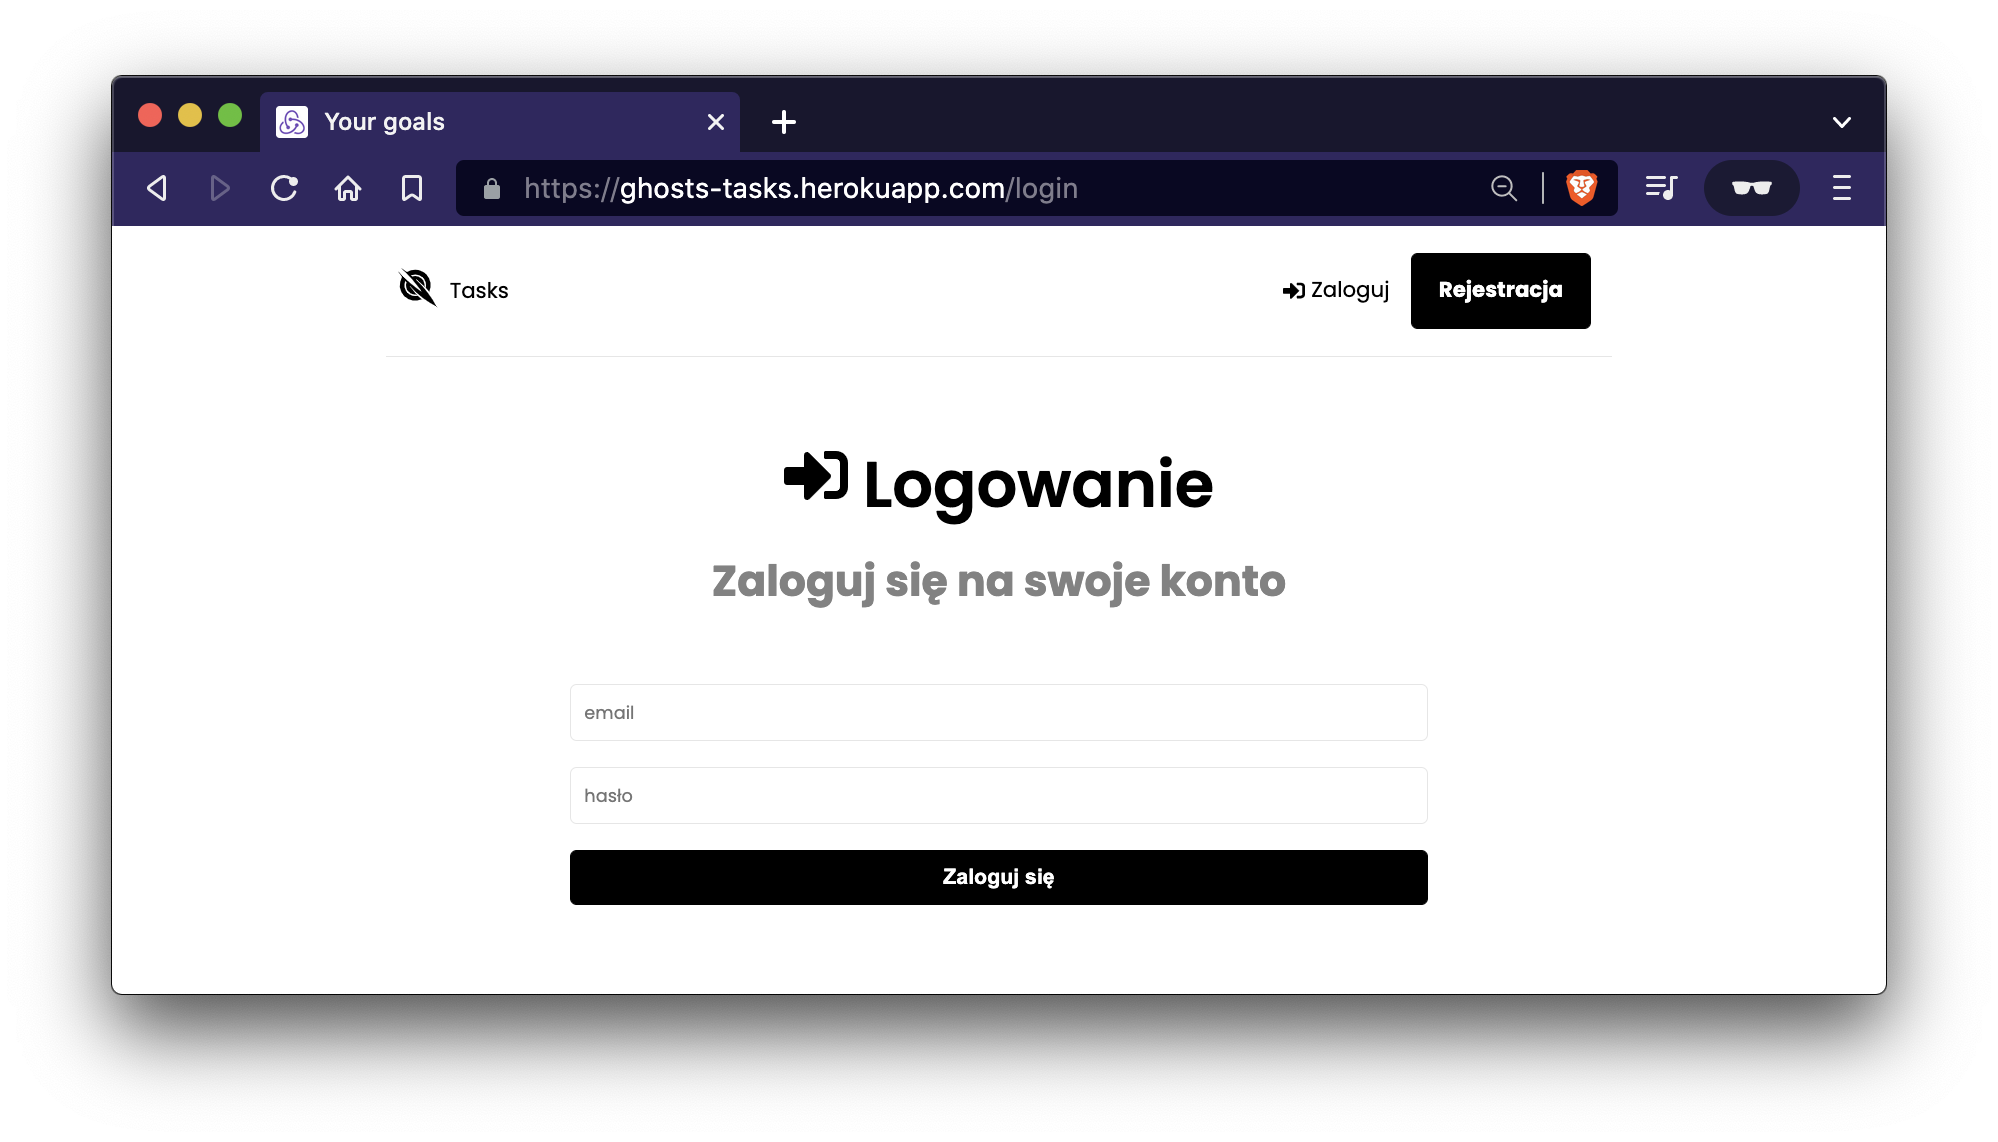 Your goals
https://ghosts-tasks.herokuapp.com/login
Tasks
Zaloguj
Rejestracja
Logowanie
Zaloguj się na swoje konto
email
hasło
Zaloguj się